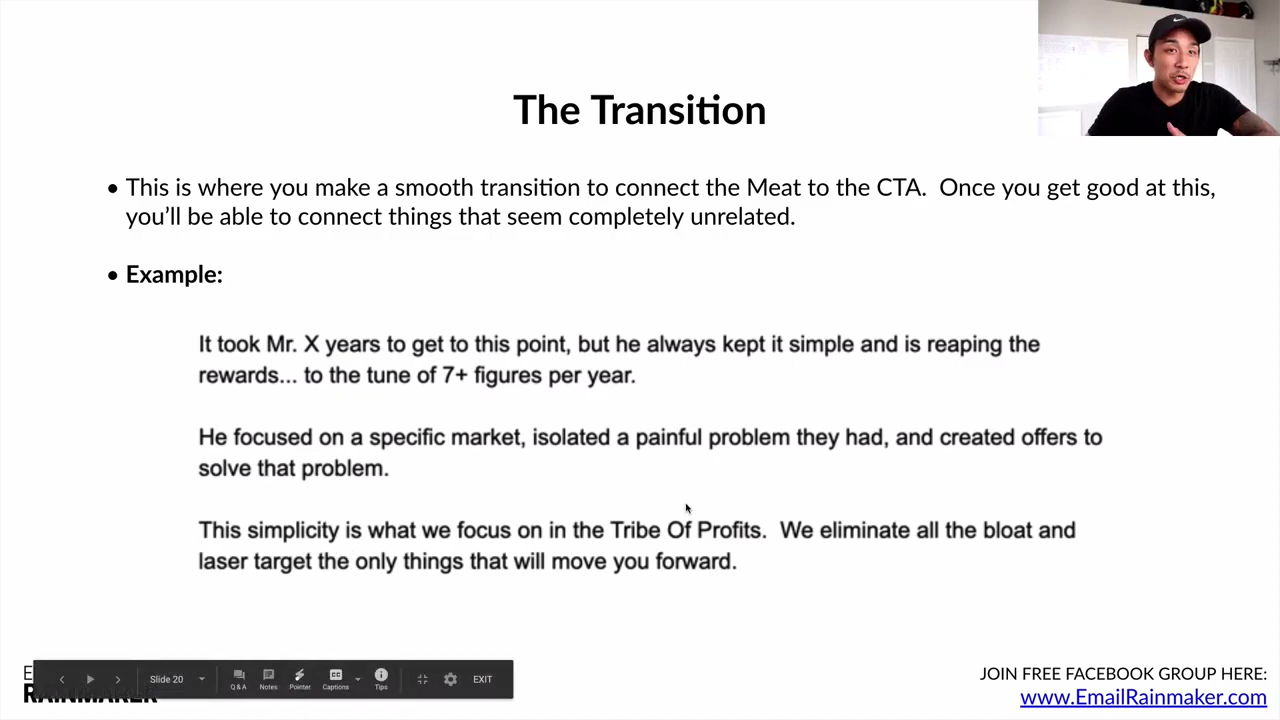 The Transition
• This is where you make a smooth transition to connect the Meat to the CTA.  Once you get good at this,
you'll be able to connect things that seem completely unrelated.
• Example:
It took Mr. X years to get to this point, but he always kept it simple and is reaping the
rewards... to the tune of 7+ figures per year.
He focused on a specific market, isolated a painful problem they had, and created offers to
solve that problem.
This simplicity is what we focus on in the Tribe Of Profits.  We eliminate all the bloat and
laser target the only things that will move you forward.
Slide 20
Q & A
Notes
Pointer
Captions
Tips
EXIT
RAINMAKER
JOIN FREE FACEBOOK GROUP HERE:
www.EmailRainmaker.com